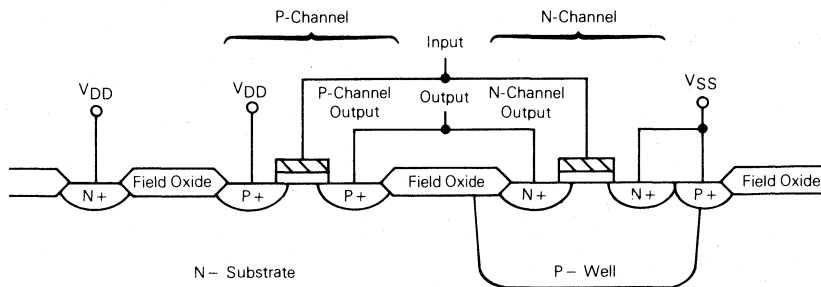 P-Channel
N-Channel
Input
VDD
VDD
P-Channel
Output
Output
N-Channel
Output
VSS
N+
Field Oxide
P+
P+
Field Oxide
N+
N+
P+
Field Oxide
N– Substrate
P– Well